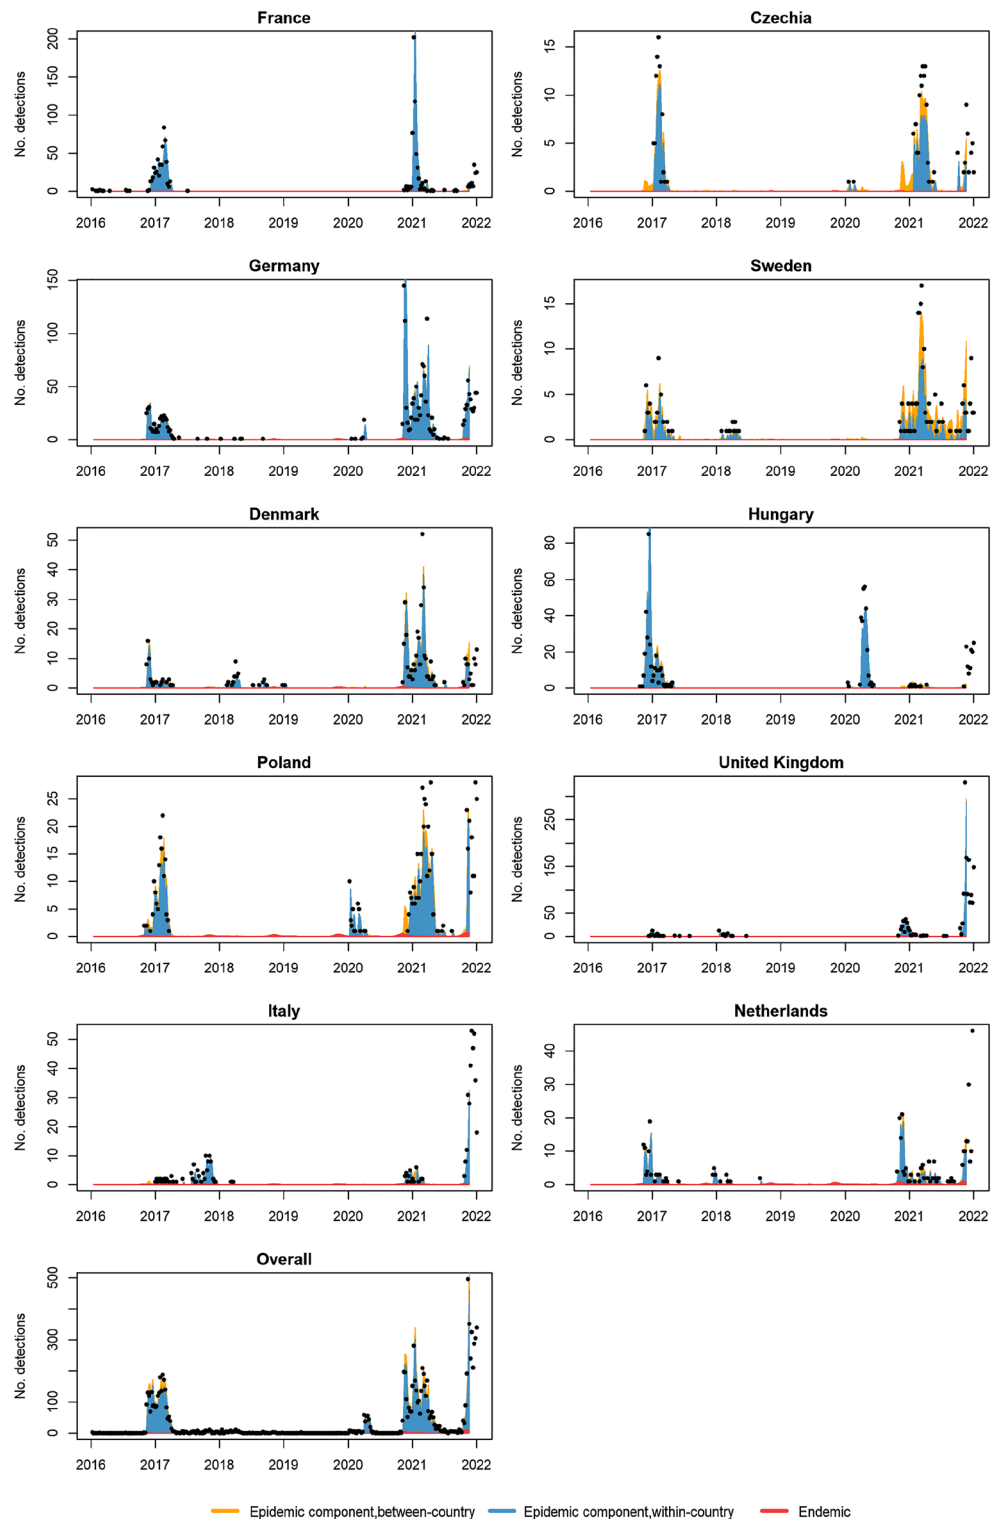 France
No. detections
200
150
100
50
0
2016 2017 2018 2019 2020 2021 2022
Czechia
No. detections
15
10
5
0
2016 2017 2018 2019 2020 2021 2022
Germany
No. detections
150
100
50
0
2016 2017 2018 2019 2020 2021 2022
Sweden
No. detections
15
10
5
0
2016 2017 2018 2019 2020 2021 2022
Denmark
No. detections
50
40
30
20
10
0
2016 2017 2018 2019 2020 2021 2022
Hungary
No. detections
80
60
40
20
0
2016 2017 2018 2019 2020 2021 2022
Poland
No. detections
25
20
15
10
5
0
2016 2017 2018 2019 2020 2021 2022
United Kingdom
No. detections
250
150
50
0
2016 2017 2018 2019 2020 2021 2022
Italy
No. detections
50
40
30
20
10
0
2016 2017 2018 2019 2020 2021 2022
Netherlands
No. detections
40
30
20
10
0
2016 2017 2018 2019 2020 2021 2022
Overall
No. detections
500
300
100
0
2016 2017 2018 2019 2020 2021 2022
Epidemic component,between-country Epidemic component,within-country Endemic